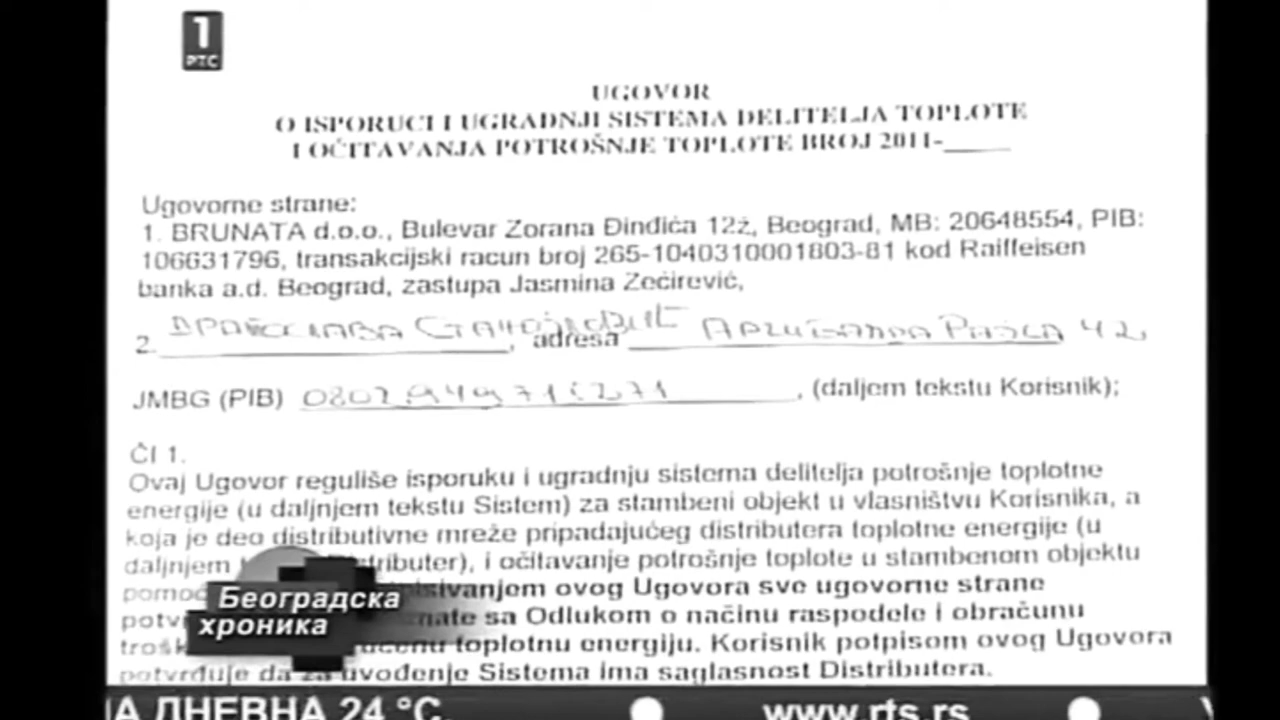 1
РТС
UGOVOR
O ISPORUCI I UGRADNJI SISTEMA DELITELJA TOPLOTE
I OČITAVANJA POTROŠNJE TOPLOTE BROJ 2011-_____
Ugovorne strane:
1. BRUNATA d.o.o., Bulevar Zorana Đinđića 12ž, Beograd, MB: 20648554, PIB:
106631796, transakcijski racun broj 265-1040310001803-81 kod Raiffeisen
banka a.d. Beograd, zastupa Jasmina Zećirević,
2. , adresa 42
JMBG (PIB) , (daljem tekstu Korisnik);
Čl 1.
Ovaj Ugovor reguliše isporuku i ugradnju sistema delitelja potrošnje toplotne
energije (u daljnjem tekstu Sistem) za stambeni objekt u vlasništvu Korisnika, a
koja je deo distributivne mreže pripadajućeg distributera toplotne energije (u
daljnjem), i očitavanje potrošnje toplote u stambenom objektu
ovog Ugovora sve ugovorne strane
sa Odlukom o načinu raspodele i obračunu
toplotnu energiju. Korisnik potpisom ovog Ugovora
potvrđuje da za uvođenje Sistema ima saglasnost Distributera.
Београдска
хроника
ДНЕВНА 24 °C.
www.rts.rs